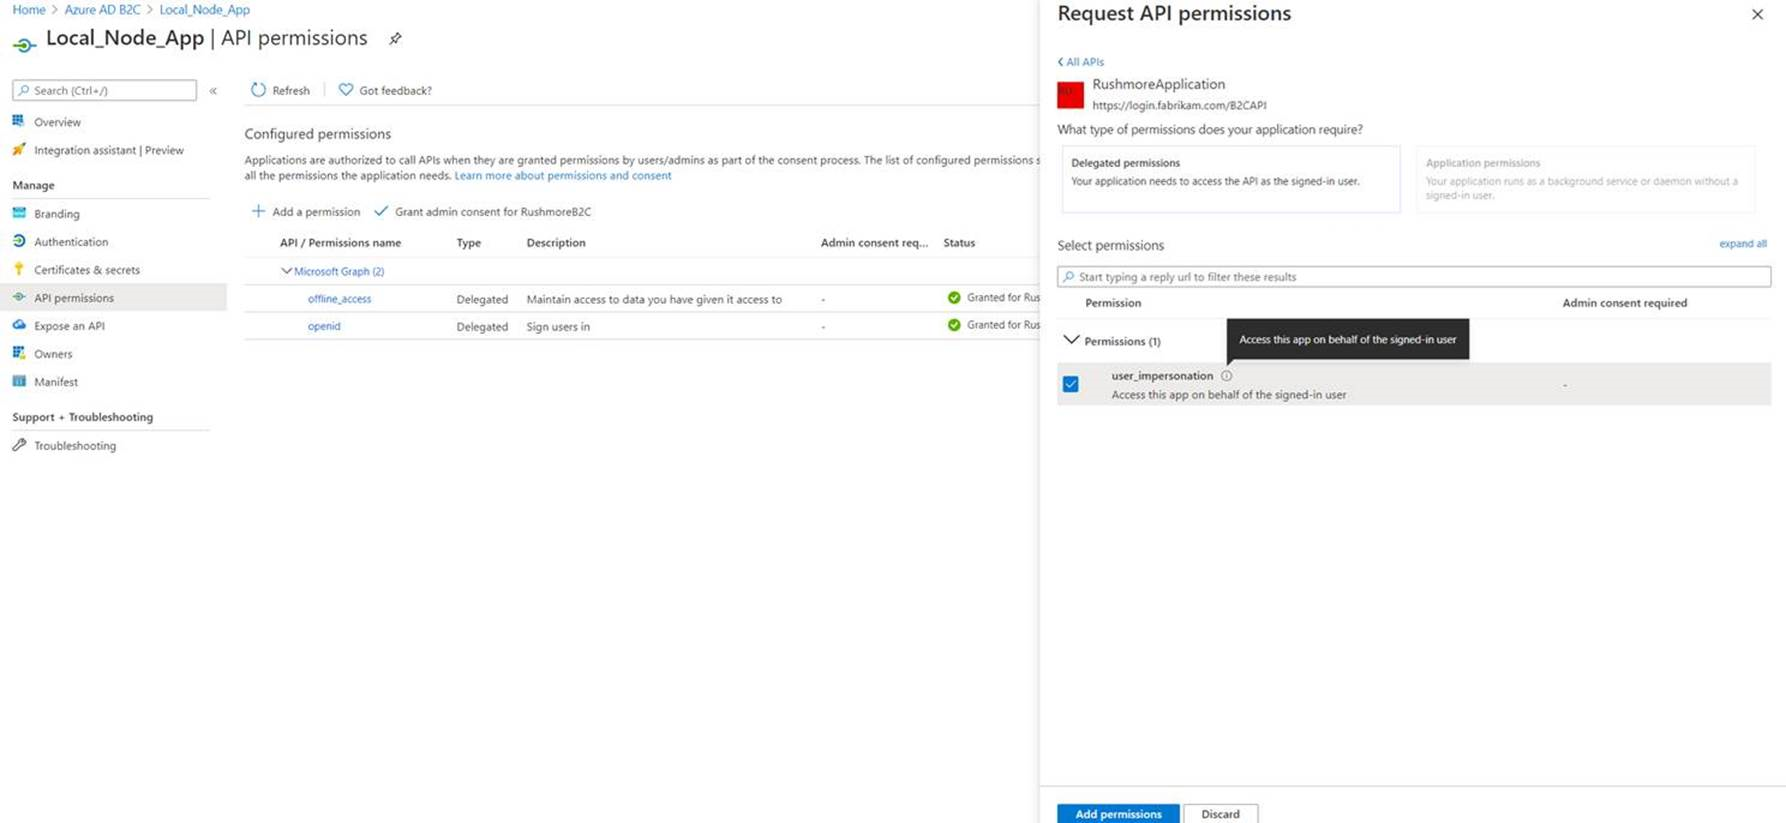 Home > Azure AD B2C > Local_Node_App
Local_Node_App | API permissions
Search (Ctrl+/)
«
Overview
Integration assistant | Preview
Manage
Branding
Authentication
Certificates & secrets
API permissions
Expose an API
Owners
Manifest
Support + Troubleshooting
Troubleshooting
Refresh | Got feedback?
Configured permissions
Applications are authorized to call APIs when they are granted permissions by users/admins as part of the consent process. The list of configured permissions s
all the permissions the application needs. Learn more about permissions and consent
+ Add a permission ✓ Grant admin consent for RushmoreB2C
API / Permissions name Type Description Admin consent req... Status
Microsoft Graph (2)
offline_access Delegated Maintain access to data you have given it access to - Granted for Rus
openid Delegated Sign users in - Granted for Rus
Request API permissions
All APIs
RushmoreApplication
https://login.fabrikam.com/B2CAPI
What type of permissions does your application require?
Delegated permissions
Your application needs to access the API as the signed-in user.
Application permissions
Your application runs as a background service or daemon without a
signed-in user.
Select permissions expand all
Start typing a reply url to filter these results
Permission Admin consent required
Permissions (1)
Access this app on behalf of the signed-in user
user_impersonation
Access this app on behalf of the signed-in user -
Add permissions Discard